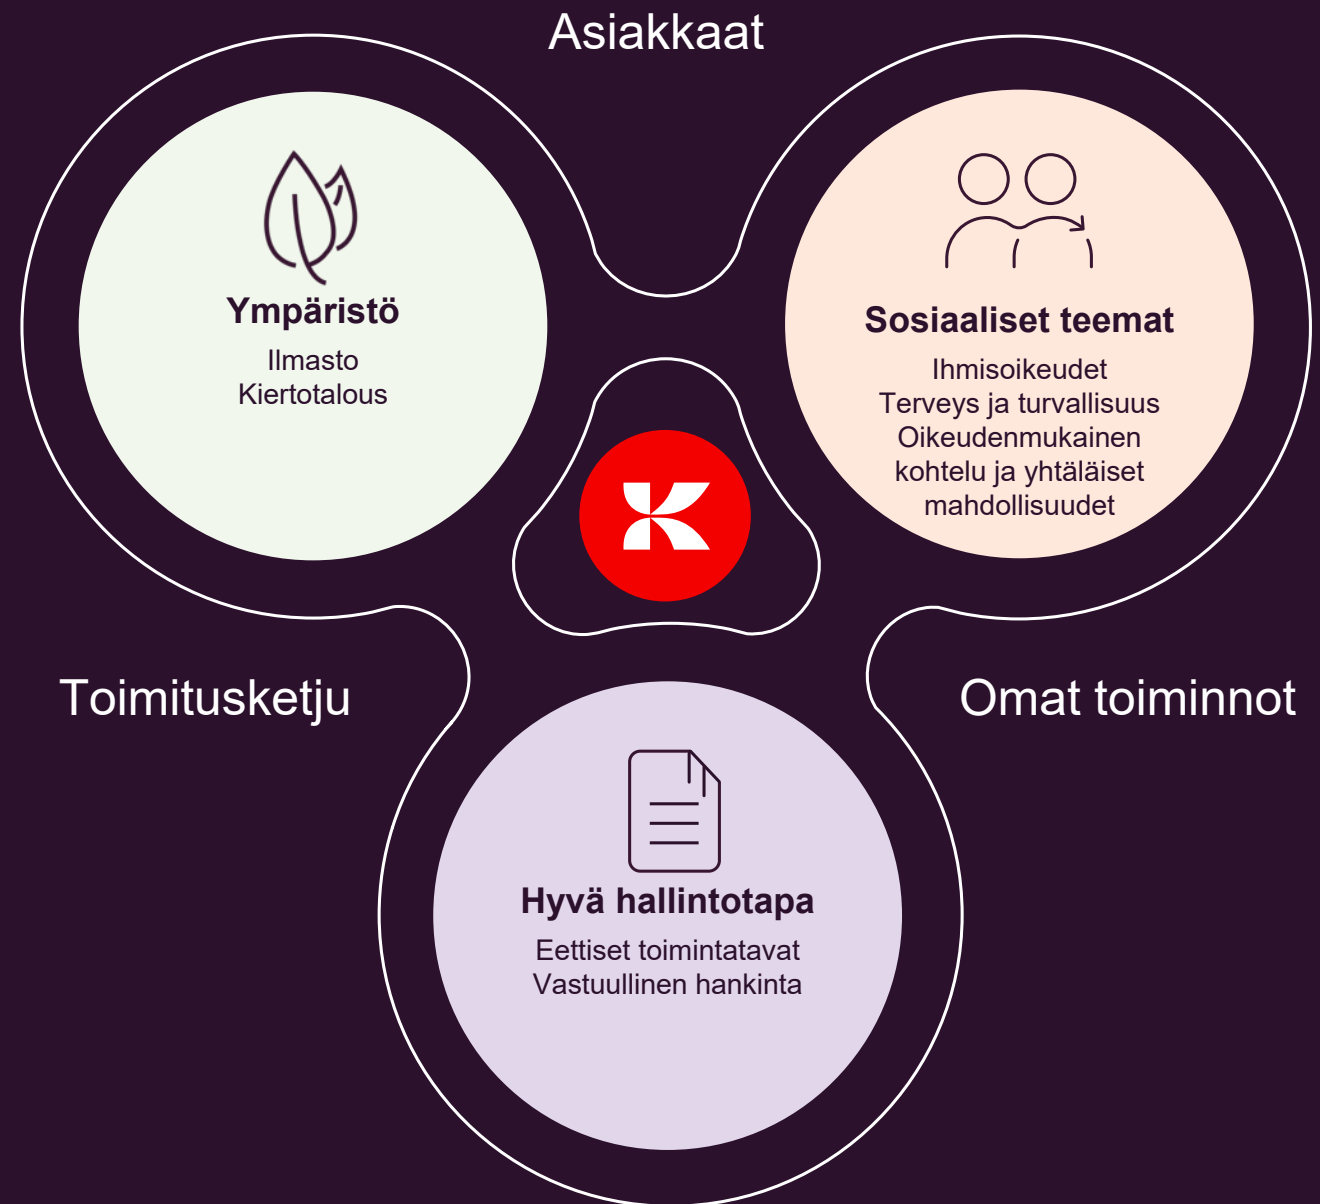 Asiakkaat
Ympäristö
Ilmasto
Kiertotalous
Sosiaaliset teemat
Ihmisoikeudet
Terveys ja turvallisuus
Oikeudenmukainen
kohtelu ja yhtäläiset
mahdollisuudet
K
Toimitusketju
Omat toiminnot
Hyvä hallintotapa
Eettiset toimintatavat
Vastuullinen hankinta